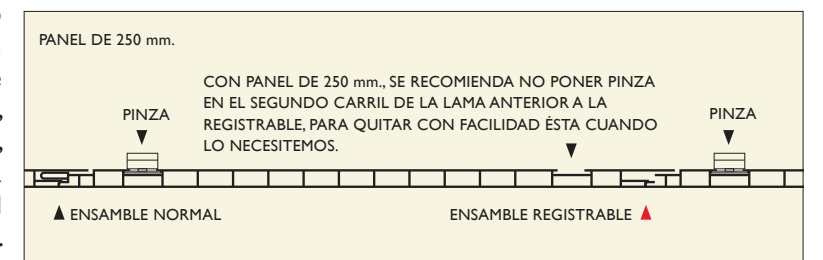 PANEL DE 250 mm.
CON PANEL DE 250 mm., SE RECOMIENDA NO PONER PINZA
EN EL SEGUNDO CARRIL DE LA LAMA ANTERIOR A LA
REGISTRABLE, PARA QUITAR CON FACILIDAD ÉSTA CUANDO
LO NECESITEMOS.
PINZA
PINZA
ENSAMBLE NORMAL
ENSAMBLE REGISTRABLE